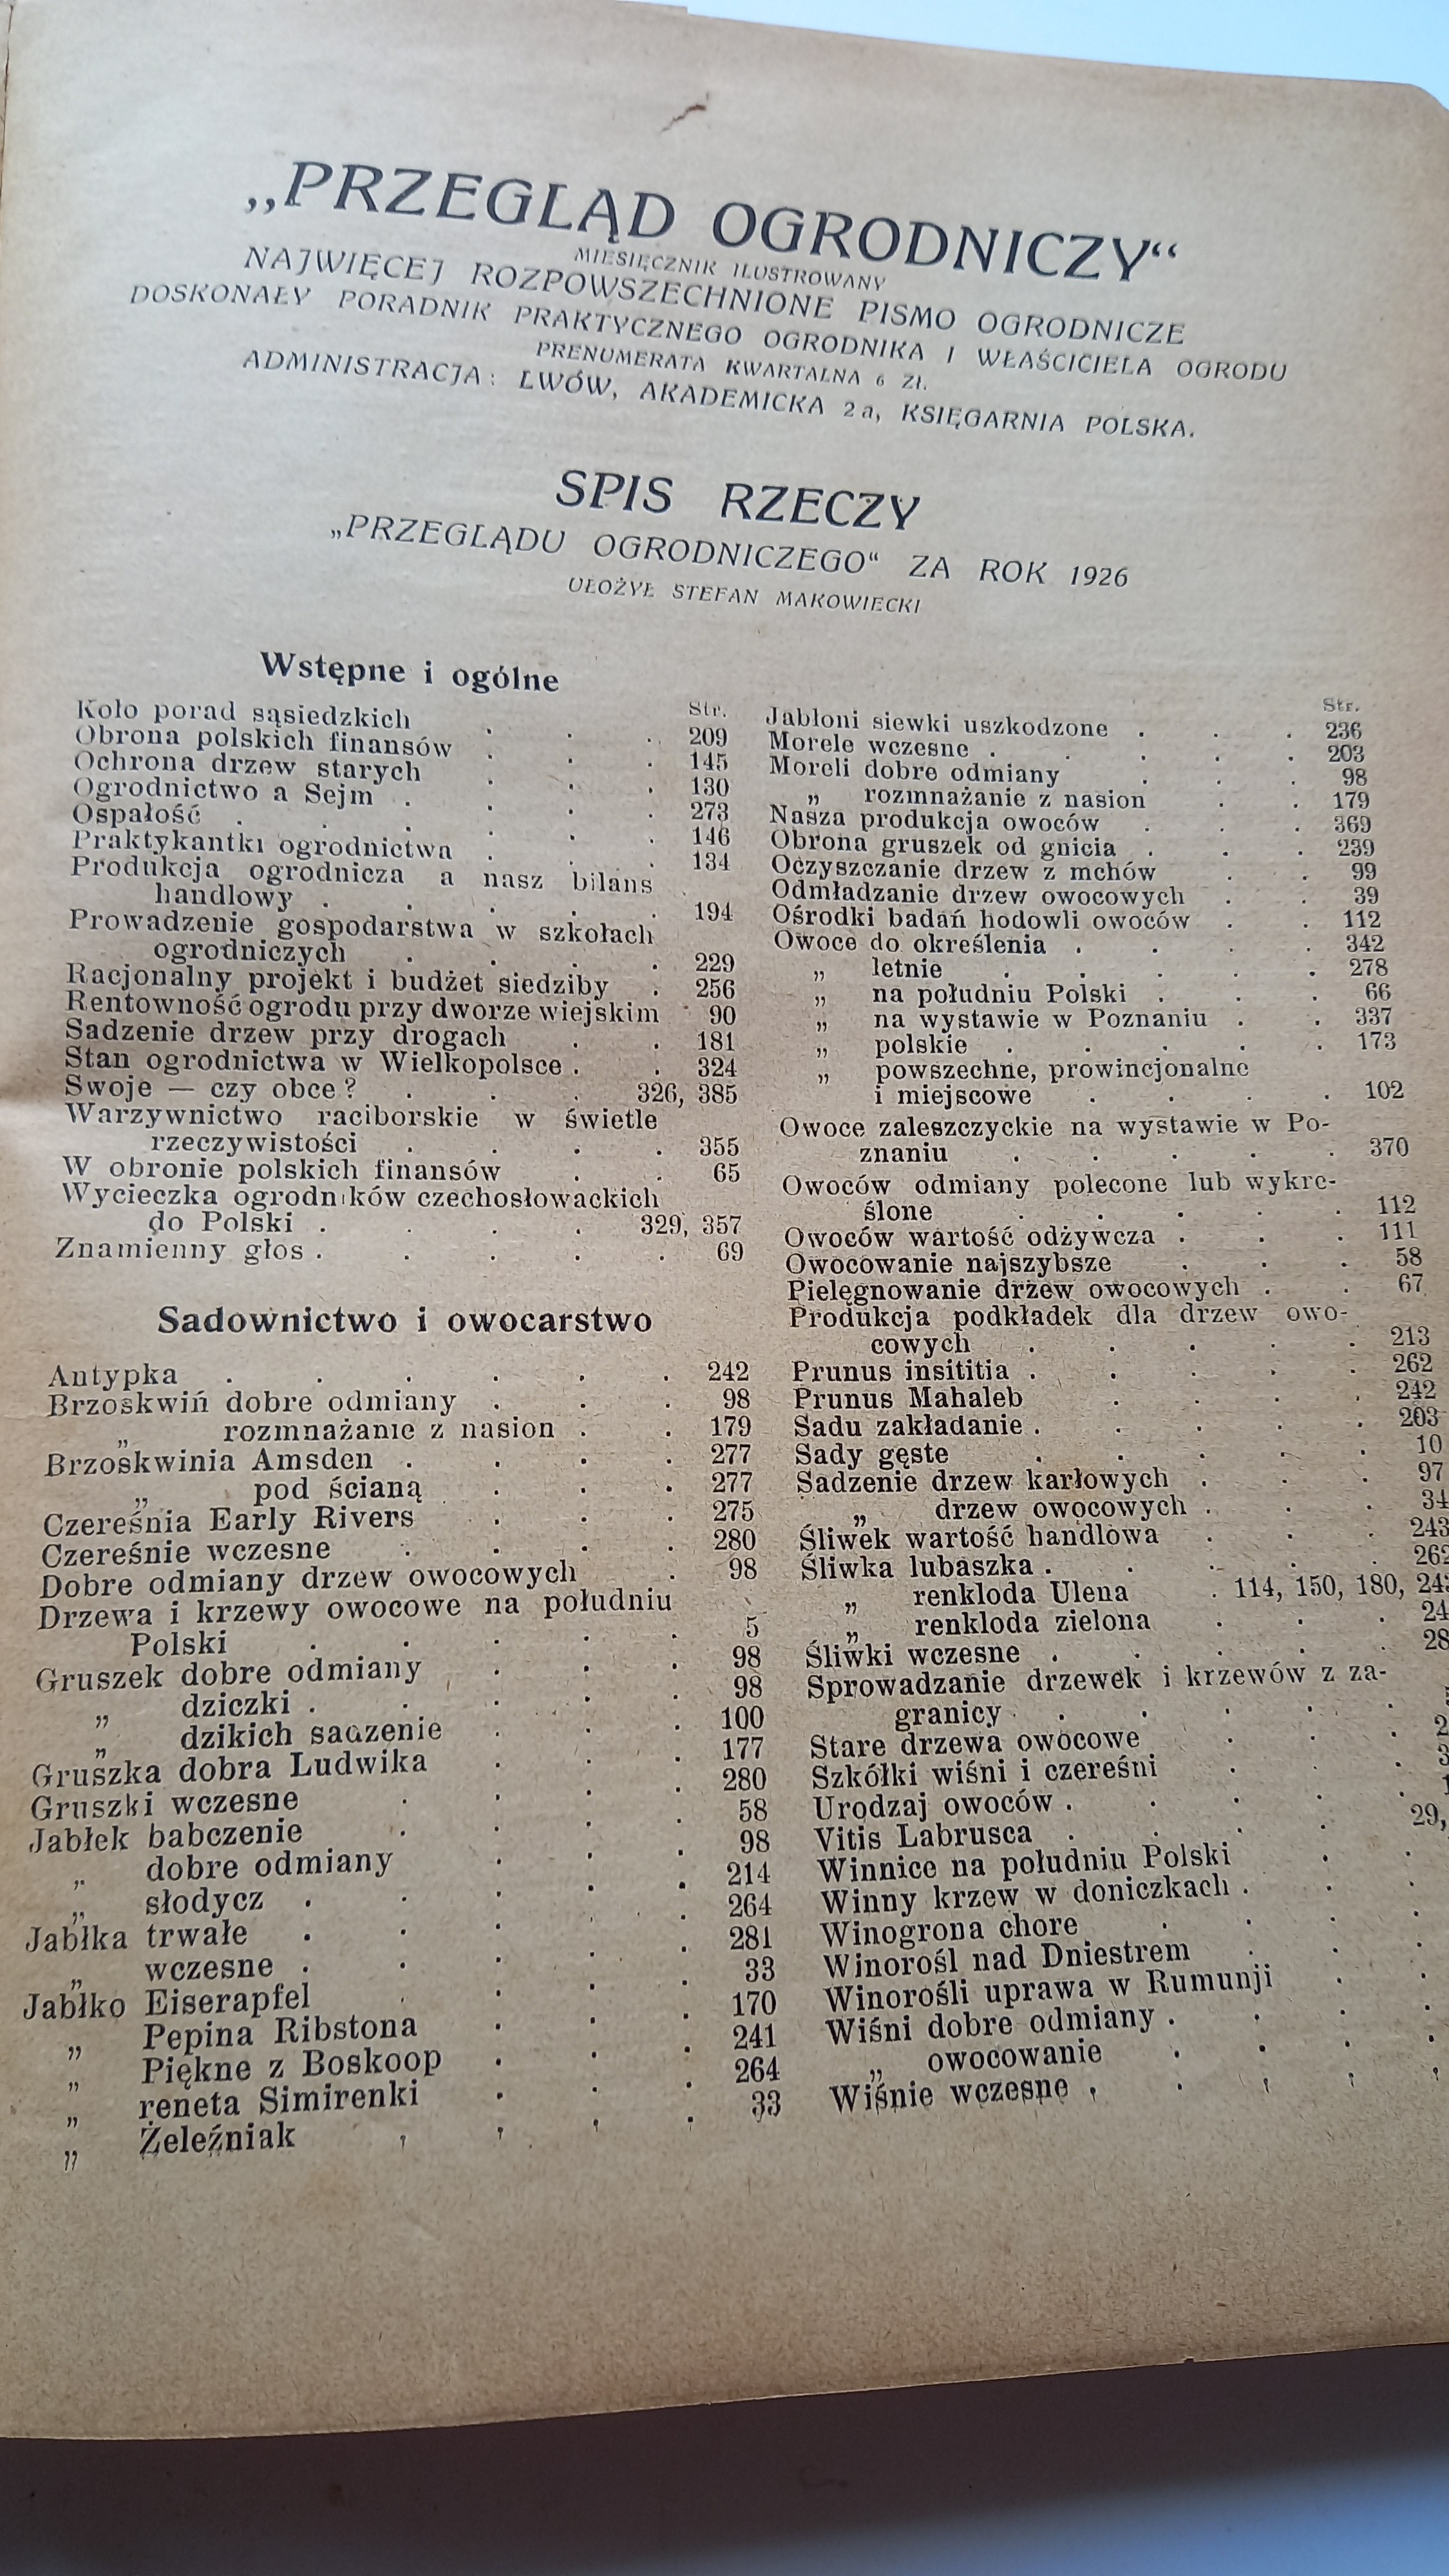 „PRZEGLĄD OGRODNICZY“
MIESIĘCZNIK ILUSTROWANY
NAJWIĘCEJ ROZPOWSZECHNIONE PISMO OGRODNICZE
DOSKONAŁY PORADNIK PRAKTYCZNEGO OGRODNIKA I WŁAŚCICIELA OGRODU
PRENUMERATA KWARTALNA 6 Zł.
ADMINISTRACJA: LWÓW, AKADEMICKA 2a, KSIĘGARNIA POLSKA.
SPIS RZECZY
„PRZEGLĄDU OGRODNICZEGO“ ZA ROK 1926
UŁOŻYŁ STEFAN MAKOWIECKI
Wstępne i ogólne
Str.
Koło porad sąsiedzkich . . . 209
Obrona polskich finansów . . . 145
Ochrona drzew starych . . . 130
Ogrodnictwo a Sejm . . . . 273
Ospałość . . . . . . 146
Praktykantki ogrodnictwa . . . 134
Produkcja ogrodnicza a nasz bilans
handlowy . . . . . 194
Prowadzenie gospodarstwa w szkołach
ogrodniczych . . . . 229
Racjonalny projekt i budżet siedziby . 256
Rentowność ogrodu przy dworze wiejskim 90
Sadzenie drzew przy drogach . . 181
Stan ogrodnictwa w Wielkopolsce . . 324
Swoje — czy obce? . . . 326, 385
Warzywnictwo raciborskie w świetle
rzeczywistości . . . . 355
W obronie polskich finansów . . 65
Wycieczka ogrodników czechosłowackich
do Polski . . . . 329, 357
Znamienny głos . . . . . 69
Sadownictwo i owocarstwo
Antypka . . . . . . 242
Brzoskwiń dobre odmiany . . . 98
„ rozmnażanie z nasion . . 179
Brzoskwinia Amsden . . . . 277
„ pod ścianą . . . 277
Czereśnia Early Rivers . . . 275
Czereśnie wczesne . . . . 280
Dobre odmiany drzew owocowych . 98
Drzewa i krzewy owocowe na południu
Polski . . . . . 5
Gruszek dobre odmiany . . . 98
„ dziczki . . . . . 98
„ dzikich sadzenie . . . 100
Gruszka dobra Ludwika . . . 177
Gruszki wczesne . . . . 280
Jabłek babczenie . . . . 58
„ dobre odmiany . . . 98
„ słodycz . . . . . 214
Jabłka trwałe . . . . . 264
„ wczesne . . . . . 281
Jabłko Eiserapfel . . . . 33
„ Pepina Ribstona . . . 170
„ Piękne z Boskoop . . . 241
„ reneta Simirenki . . . 264
„ Żeleźniak . . . . 33
Str.
Jabłoni siewki uszkodzone . . . 236
Morele wczesne . . . . . 203
Moreli dobre odmiany . . . 98
„ rozmnażanie z nasion . . 179
Nasza produkcja owoców . . . 369
Obrona gruszek od gnicia . . . 239
Oczyszczanie drzew z mchów . . 99
Odmładzanie drzew owocowych . . 39
Ośrodki badań hodowli owoców . . 112
Owoce do określenia . . . . 342
„ letnie . . . . . 278
„ na południu Polski . . . 66
„ na wystawie w Poznaniu . . 337
„ polskie . . . . . 173
„ powszechne, prowincjonalne
i miejscowe . . . . 102
Owoce zaleszczyckie na wystawie w Po-
znaniu . . . . . 370
Owoców odmiany polecone lub wykre-
ślone . . . . . 112
Owoców wartość odżywcza . . . 111
Owocowanie najszybsze . . . 58
Pielęgnowanie drzew owocowych . . 67
Produkcja podkładek dla drzew owo-
cowych . . . . . 213
Prunus insititia . . . . . 262
Prunus Mahaleb . . . . 242
Sadu zakładanie . . . . . 203
Sady gęste . . . . . 10
Sadzenie drzew karłowych . . . 97
„ drzew owocowych . . . 34
Śliwek wartość handlowa . . . 243
Śliwka lubaszka . . . . . 262
„ renkloda Ulena . 114, 150, 180,
„ renkloda zielona . . .
Śliwki wczesne . . . . .
Sprowadzanie drzewek i krzewów z za-
granicy . . . . .
Stare drzewa owocowe . . .
Szkółki wiśni i czereśni . . .
Urodzaj owoców . . . . .
Vitis Labrusca . . . . 29,
Winnice na południu Polski . .
Winny krzew w doniczkach . . .
Winogrona chore . . . .
Winorośl nad Dniestrem . . .
Winorośli uprawa w Rumunji . .
Wiśni dobre odmiany . . . .
„ owocowanie . . . .
Wiśnie wczesne . . . . .